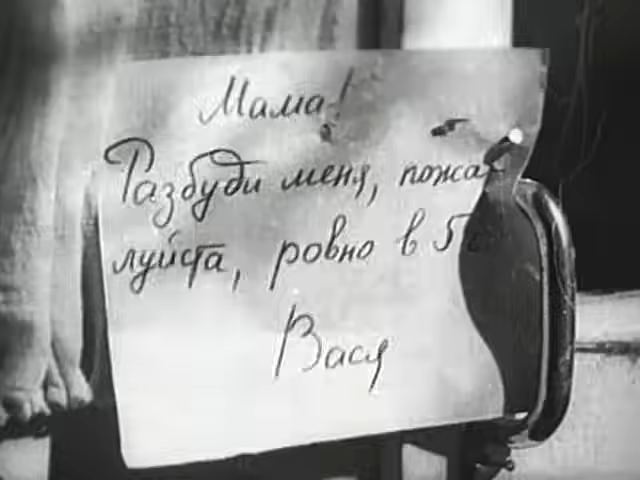 Мама!
Разбуди меня, пожа-
луйста, ровно в 5
Вася